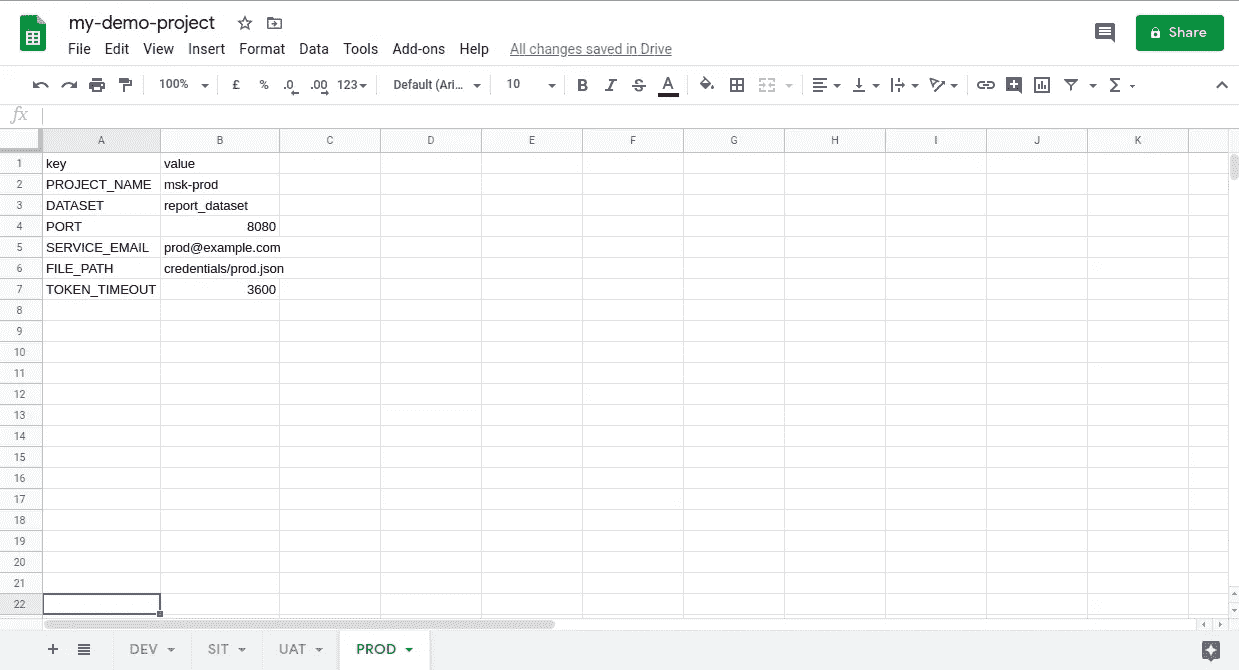 my-demo-project
File Edit View Insert Format Data Tools Add-ons Help All changes saved in Drive
Share
100% £ % .0 .00 123 Default (Ari... 10 B I S A Σ
fx
A B C D E F G H I J K
1 key value
2 PROJECT_NAME msk-prod
3 DATASET report_dataset
4 PORT 8080
5 SERVICE_EMAIL prod@example.com
6 FILE_PATH credentials/prod.json
7 TOKEN_TIMEOUT 3600
8
9
10
11
12
13
14
15
16
17
18
19
20
21
22
+ DEV SIT UAT PROD